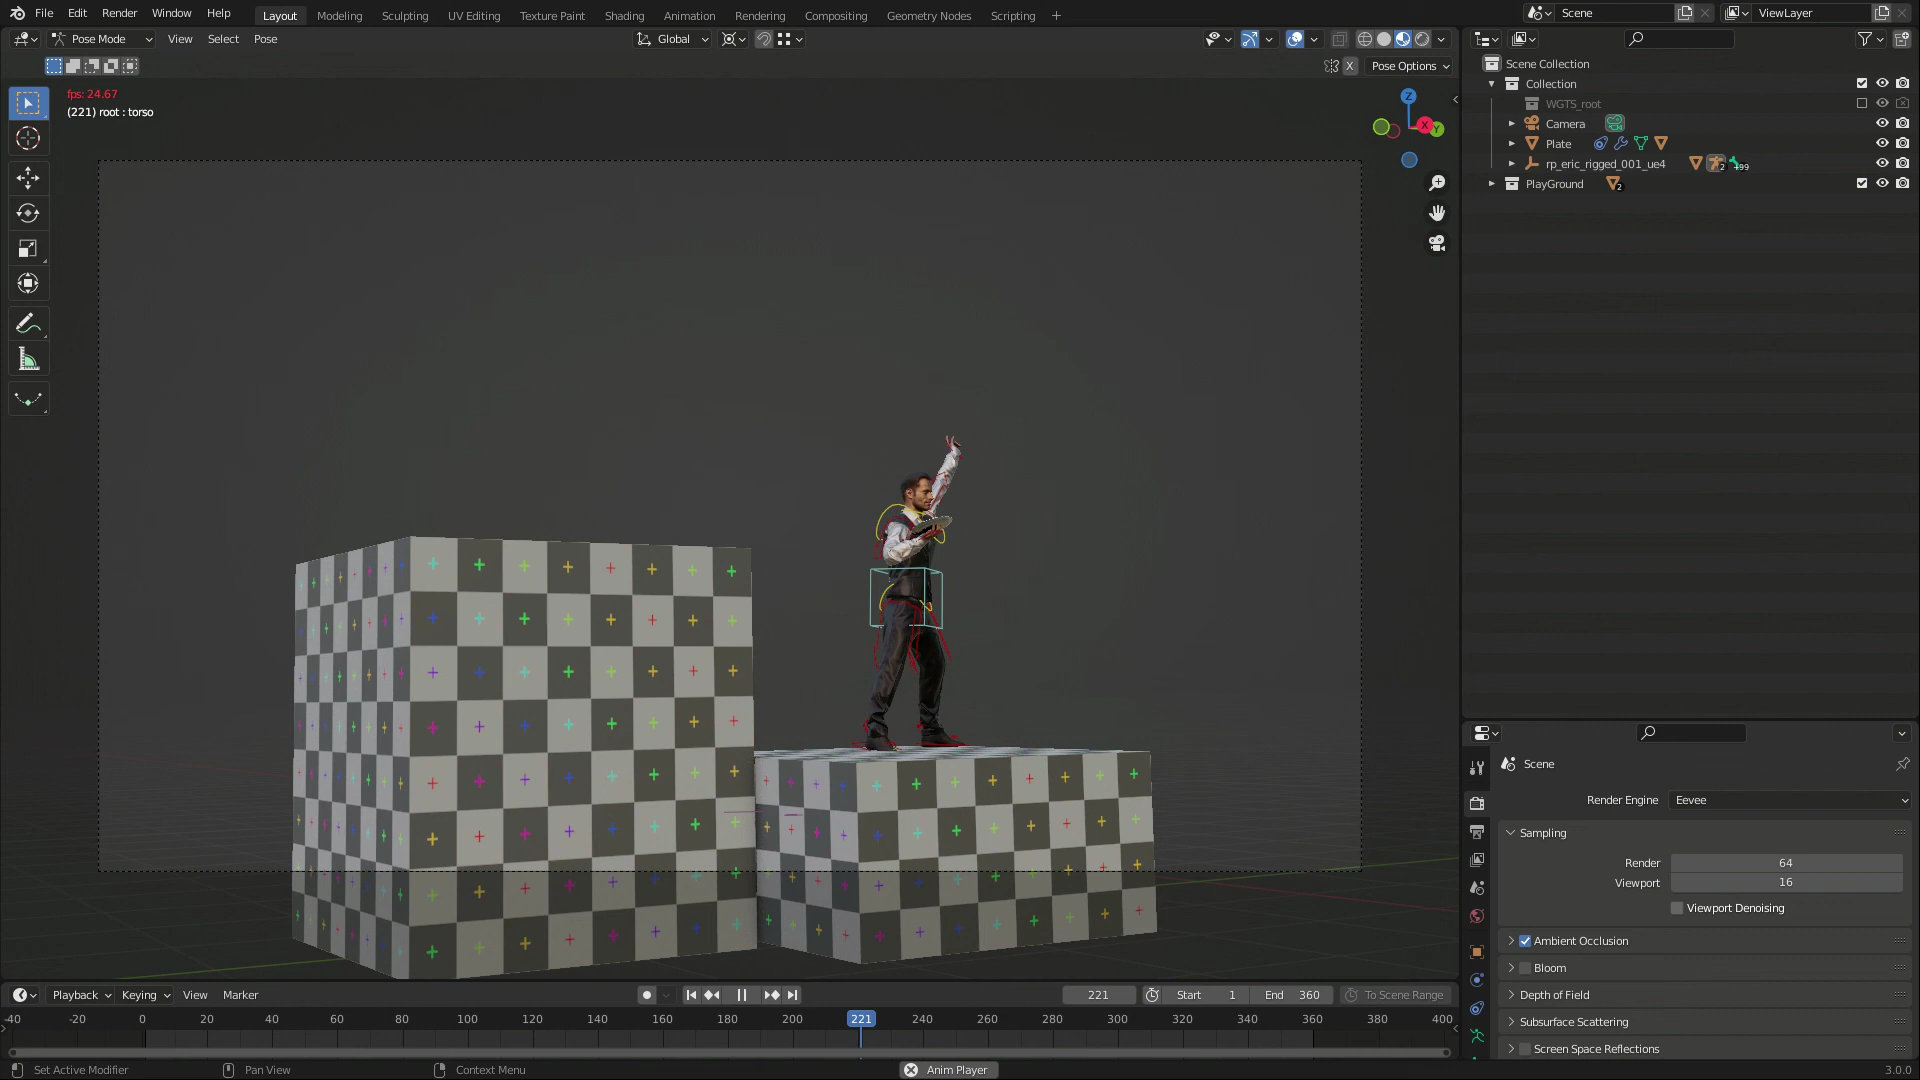 File Edit Render Window Help Layout Modeling Sculpting UV Editing Texture Paint Shading Animation Rendering Compositing Geometry Nodes Scripting + Scene ViewLayer
Pose Mode View Select Pose Global
X Pose Options
fps: 24.67
(221) root : torso
Z
X Y
Scene Collection
Collection
WGTS_root
Camera
Plate
rp_eric_rigged_001_ue4 2 +99
PlayGround 2
Scene
Render Engine Eevee
Sampling
Render 64
Viewport 16
Viewport Denoising
Ambient Occlusion
Bloom
Depth of Field
Subsurface Scattering
Screen Space Reflections
Playback Keying View Marker 221 Start 1 End 360 To Scene Range
-40 -20 0 20 40 60 80 100 120 140 160 180 200 221 240 260 280 300 320 340 360 380 400
Set Active Modifier Pan View Context Menu Anim Player 3.0.0